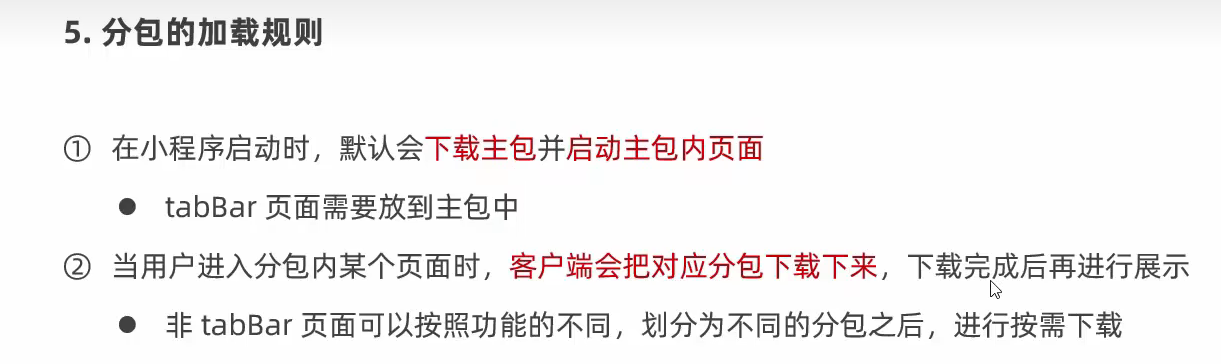 5. 分包的加载规则
① 在小程序启动时，默认会下载主包并启动主包内页面
● tabBar 页面需要放到主包中
② 当用户进入分包内某个页面时，客户端会把对应分包下载下来，下载完成后再进行展示
● 非 tabBar 页面可以按照功能的不同，划分为不同的分包之后，进行按需下载